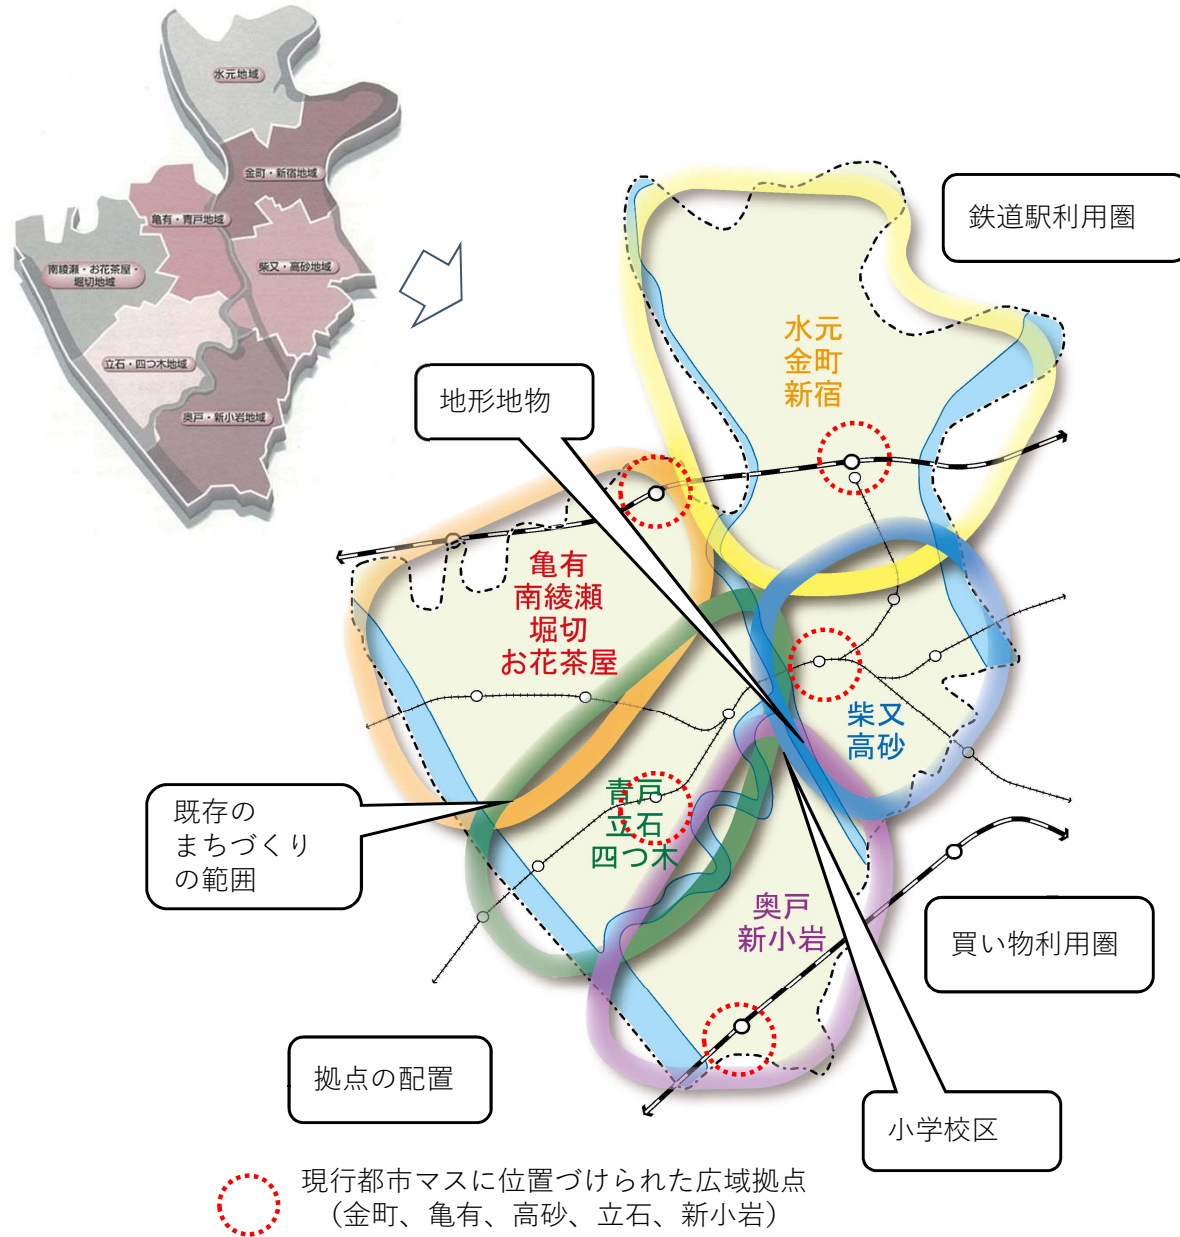 水元地域
金町・新宿地域
亀有・青戸地域
南綾瀬・お花茶屋・
堀切地域
柴又・高砂地域
立石・四つ木地域
奥戸・新小岩地域
鉄道駅利用圏
水元
金町
新宿
地形地物
亀有
南綾瀬
堀切
お花茶屋
柴又
高砂
既存の
まちづくり
の範囲
青戸
立石
四つ木
奥戸
新小岩
買い物利用圏
拠点の配置
小学校区
現行都市マスに位置づけられた広域拠点
（金町、亀有、高砂、立石、新小岩）